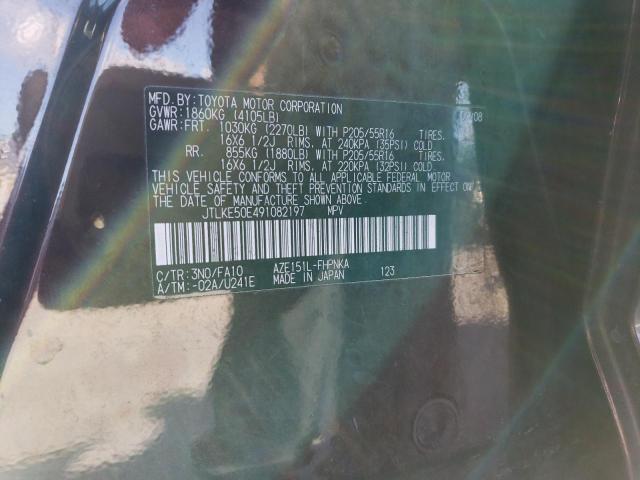 MFD. BY: TOYOTA MOTOR CORPORATION
GVWR: 1860KG (4105LB)
GAWR: FRT. 1030KG (2270LB) WITH P205/55R16 TIRES,
16X6 1/2J RIMS, AT 240KPA (35PSI) COLD
RR. 855KG (1880LB) WITH P205/55R16 TIRES,
16X6 1/2J RIMS, AT 220KPA (32PSI) COLD
THIS VEHICLE CONFORMS TO ALL APPLICABLE FEDERAL MOTOR
VEHICLE SAFETY AND THEFT PREVENTION STANDARDS IN EFFECT ON
THE DATE OF MANUFACTURE SHOWN ABOVE.
JTLKE50E491082197 MPV
C/TR: 3N0/FA10 AZE151L-FHPNKA
A/TM: -02A/U241E MADE IN JAPAN 123